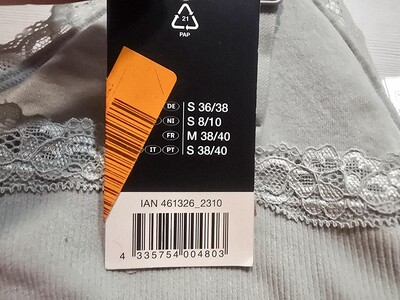 21
PAP
DE S 36/38
NI S 8/10
FR M 38/40
IT PT S 38/40
IAN 461326_2310
4 335754 004803